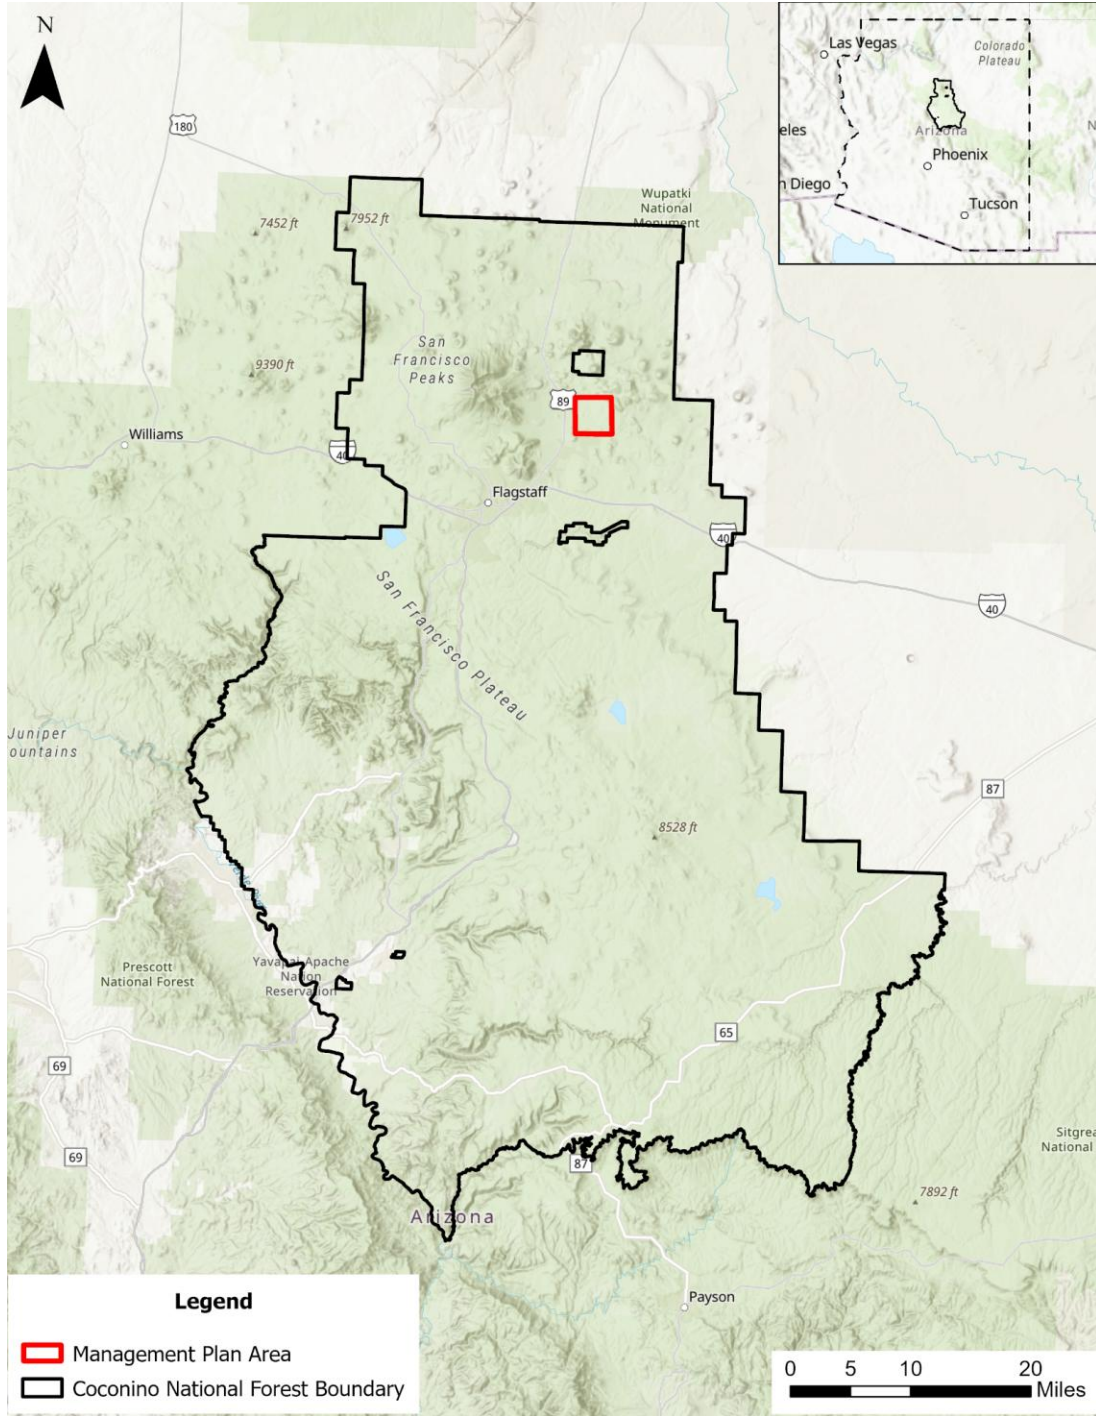 N
180
Las Vegas
Colorado
Plateau
eles
Arizona
Phoenix
n Diego
Tucson
N
Wupatki
National
Monument
7452 ft
7952 ft
San
Francisco
Peaks
9390 ft
89
Williams
40
Flagstaff
40
40
San Francisco Plateau
Juniper
ountains
87
8528 ft
Prescott
National Forest
Yavapai-Apache
Nation
Reservation
65
69
69
87
Sitgrea
National
7892 ft
Arizona
Payson
Legend
Management Plan Area
Coconino National Forest Boundary
0 5 10 20
Miles